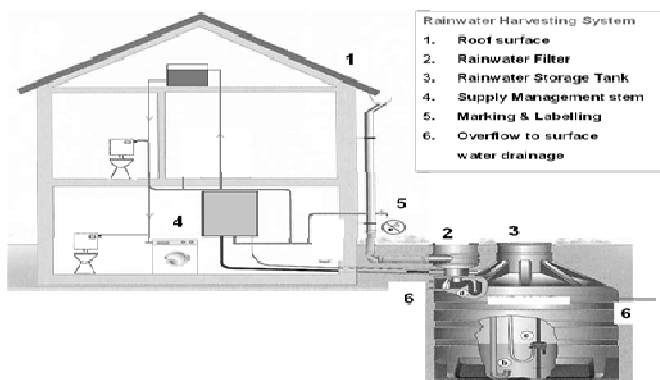 Rainwater Harvesting System
1. Roof surface
2. Rainwater Filter
3. Rainwater Storage Tank
4. Supply Management stem
5 Marking & Labelling
6. Overflow to surface
water drainage
1
5
4
2
3
6
6